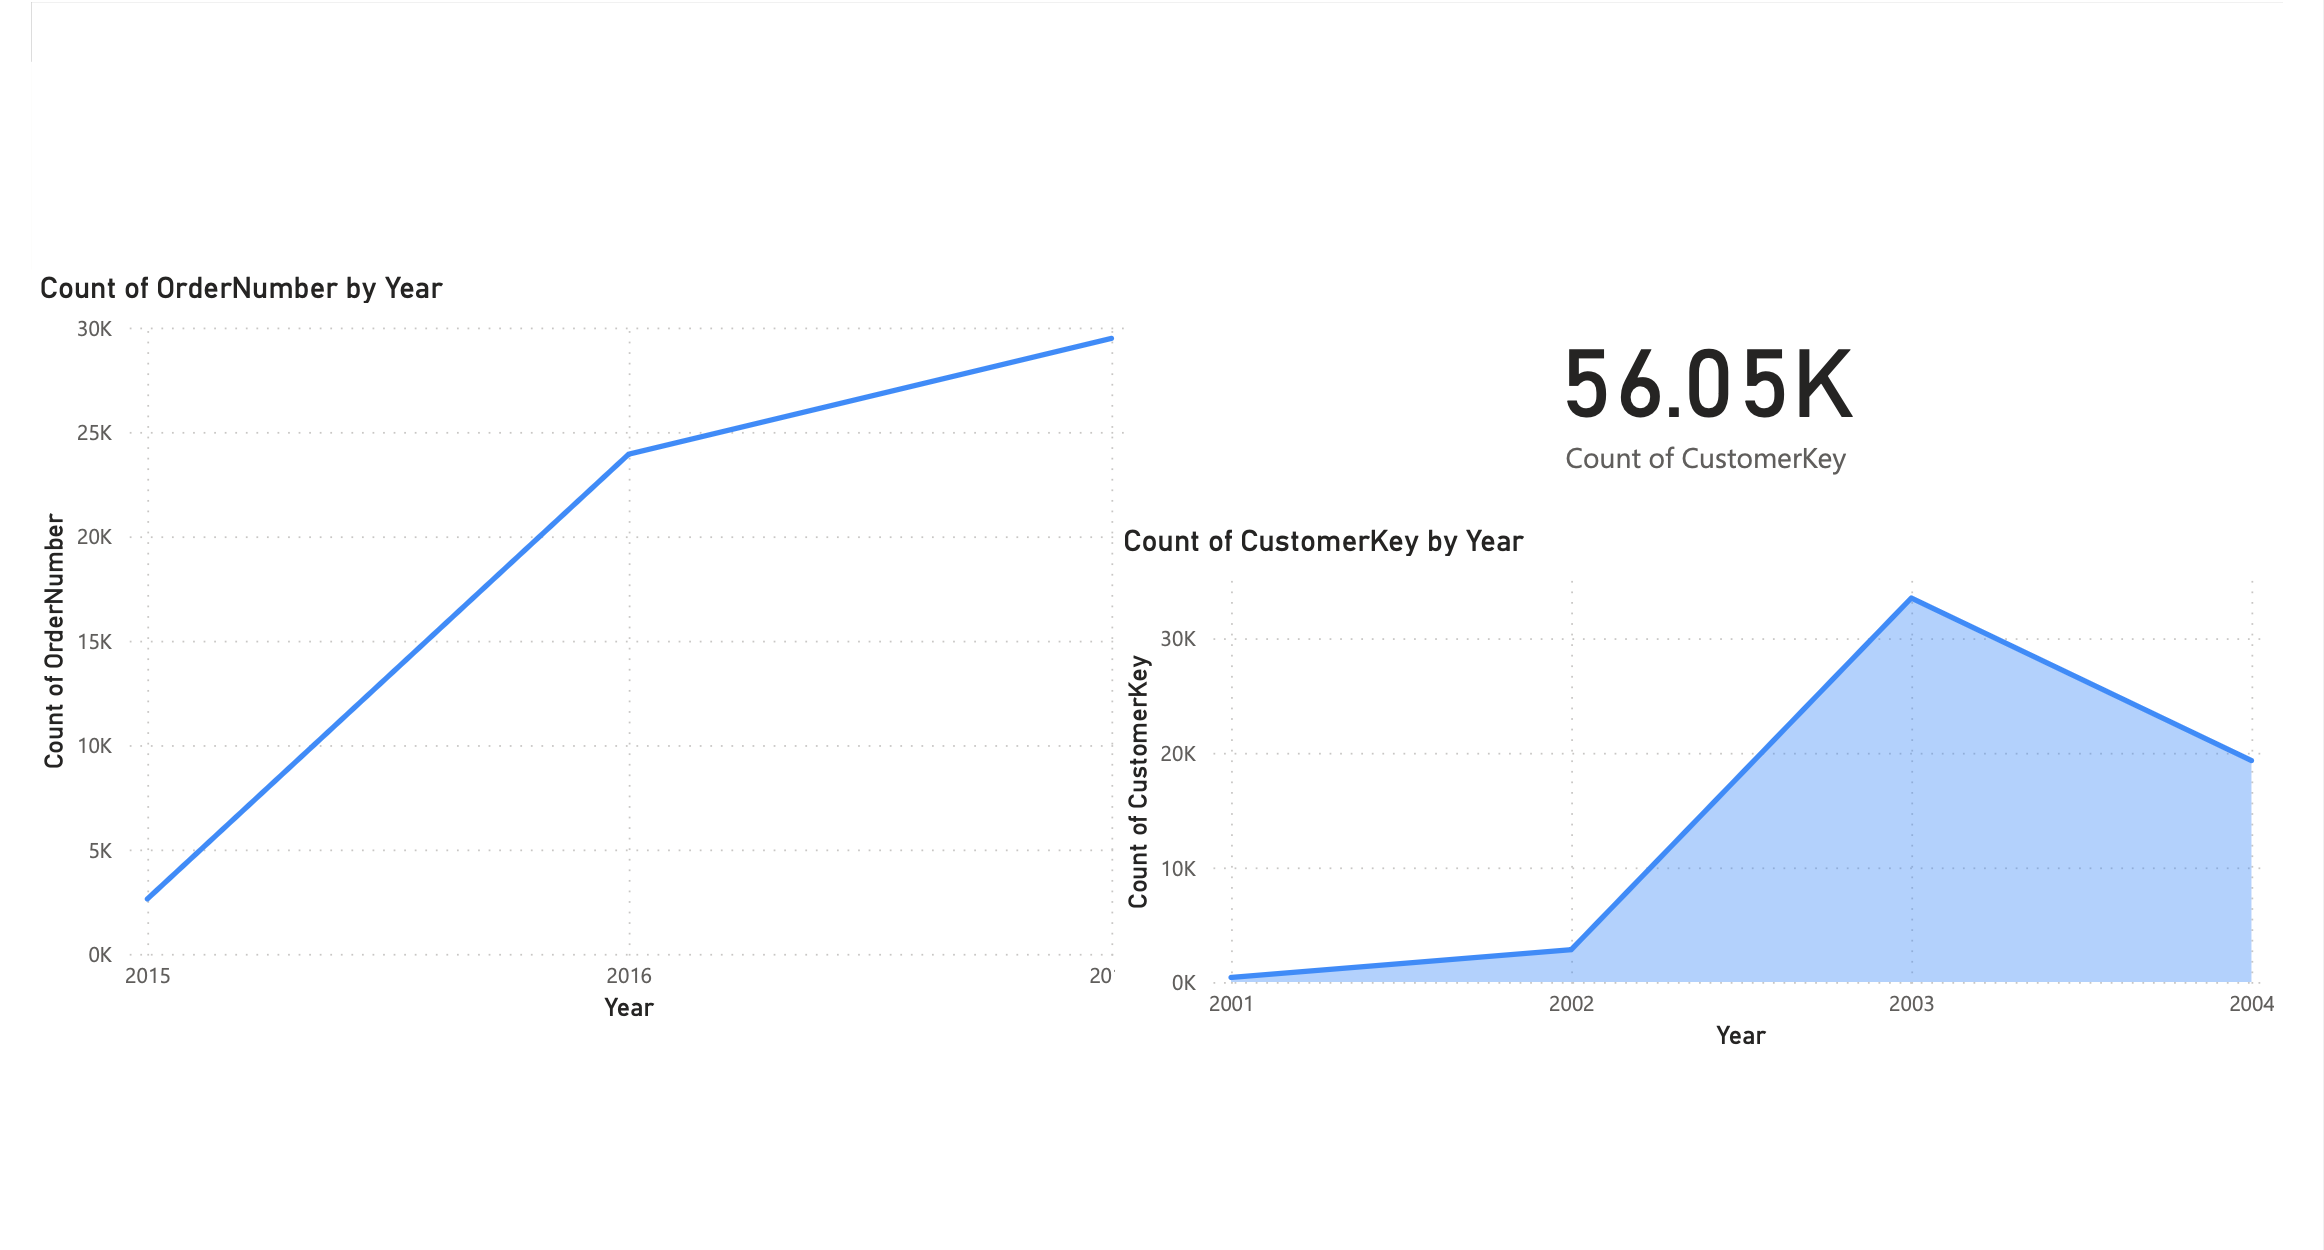 Count of OrderNumber by Year
30K
25K
20K
15K
10K
5K
0K
Count of OrderNumber
2015 2016 20
Year
56.05K
Count of CustomerKey
Count of CustomerKey by Year
30K
20K
10K
0K
Count of CustomerKey
2001 2002 2003 2004
Year